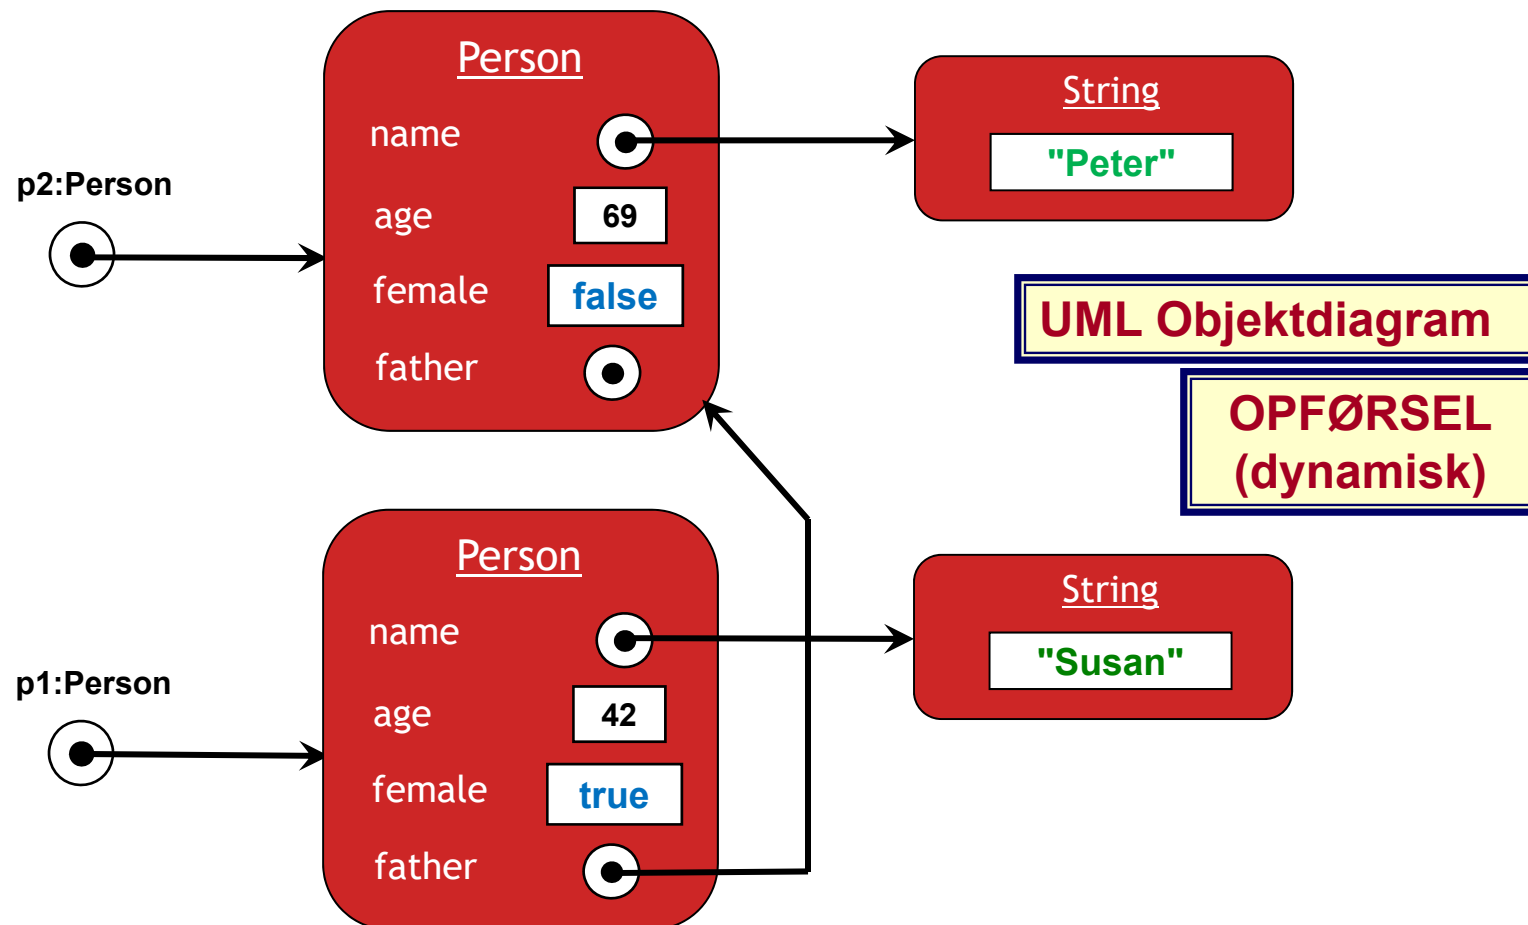 Person
name
age
69
female
false
father
p2:Person
String
"Peter"
UML Objektdiagram
OPFØRSEL
(dynamisk)
Person
name
age
42
female
true
father
p1:Person
String
"Susan"